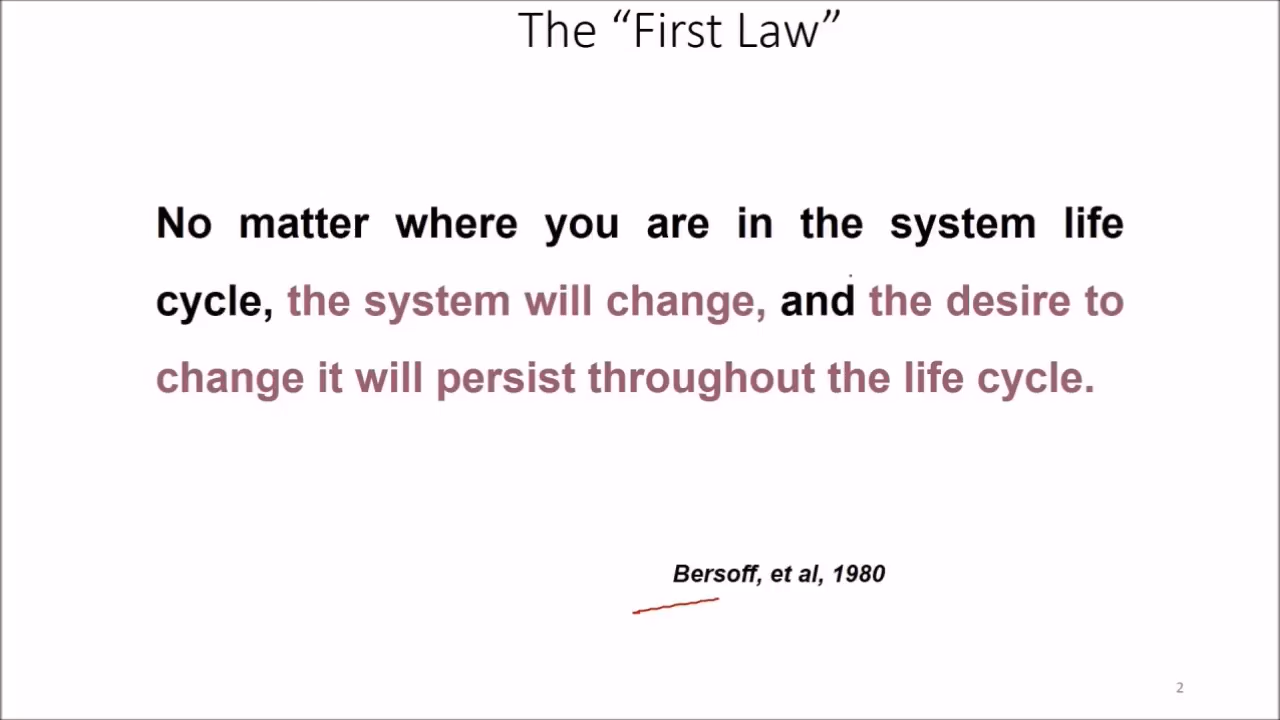 The “First Law”
No matter where you are in the system life
cycle, the system will change, and the desire to
change it will persist throughout the life cycle.
Bersoff, et al, 1980
2